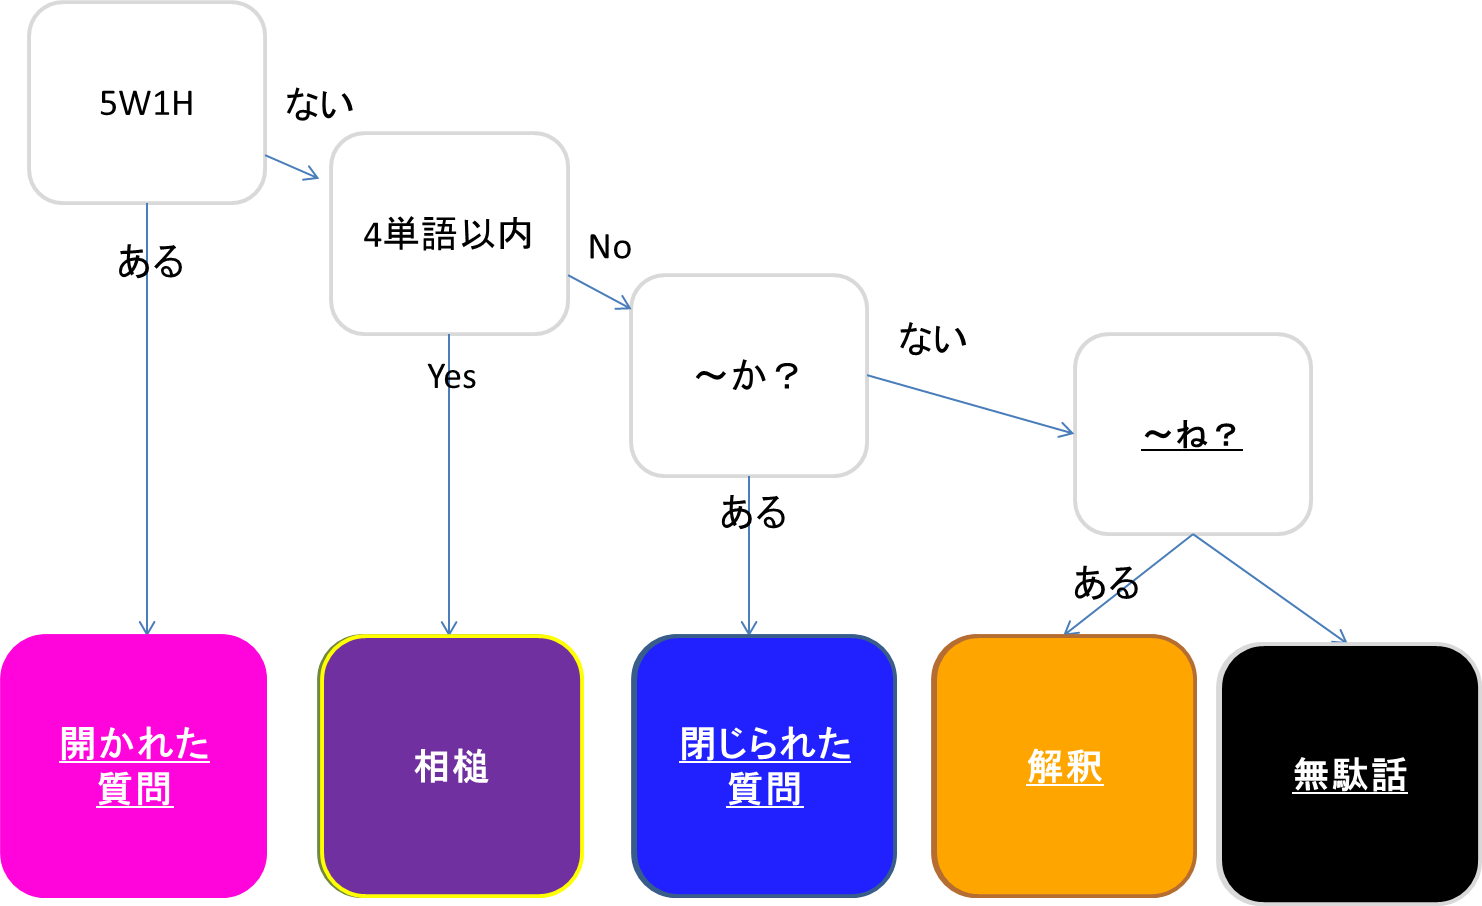 5W1H
ない
ある
4単語以内
No
Yes
～か？
ない
ある
～ね？
ある
開かれた
質問
相槌
閉じられた
質問
解釈
無駄話